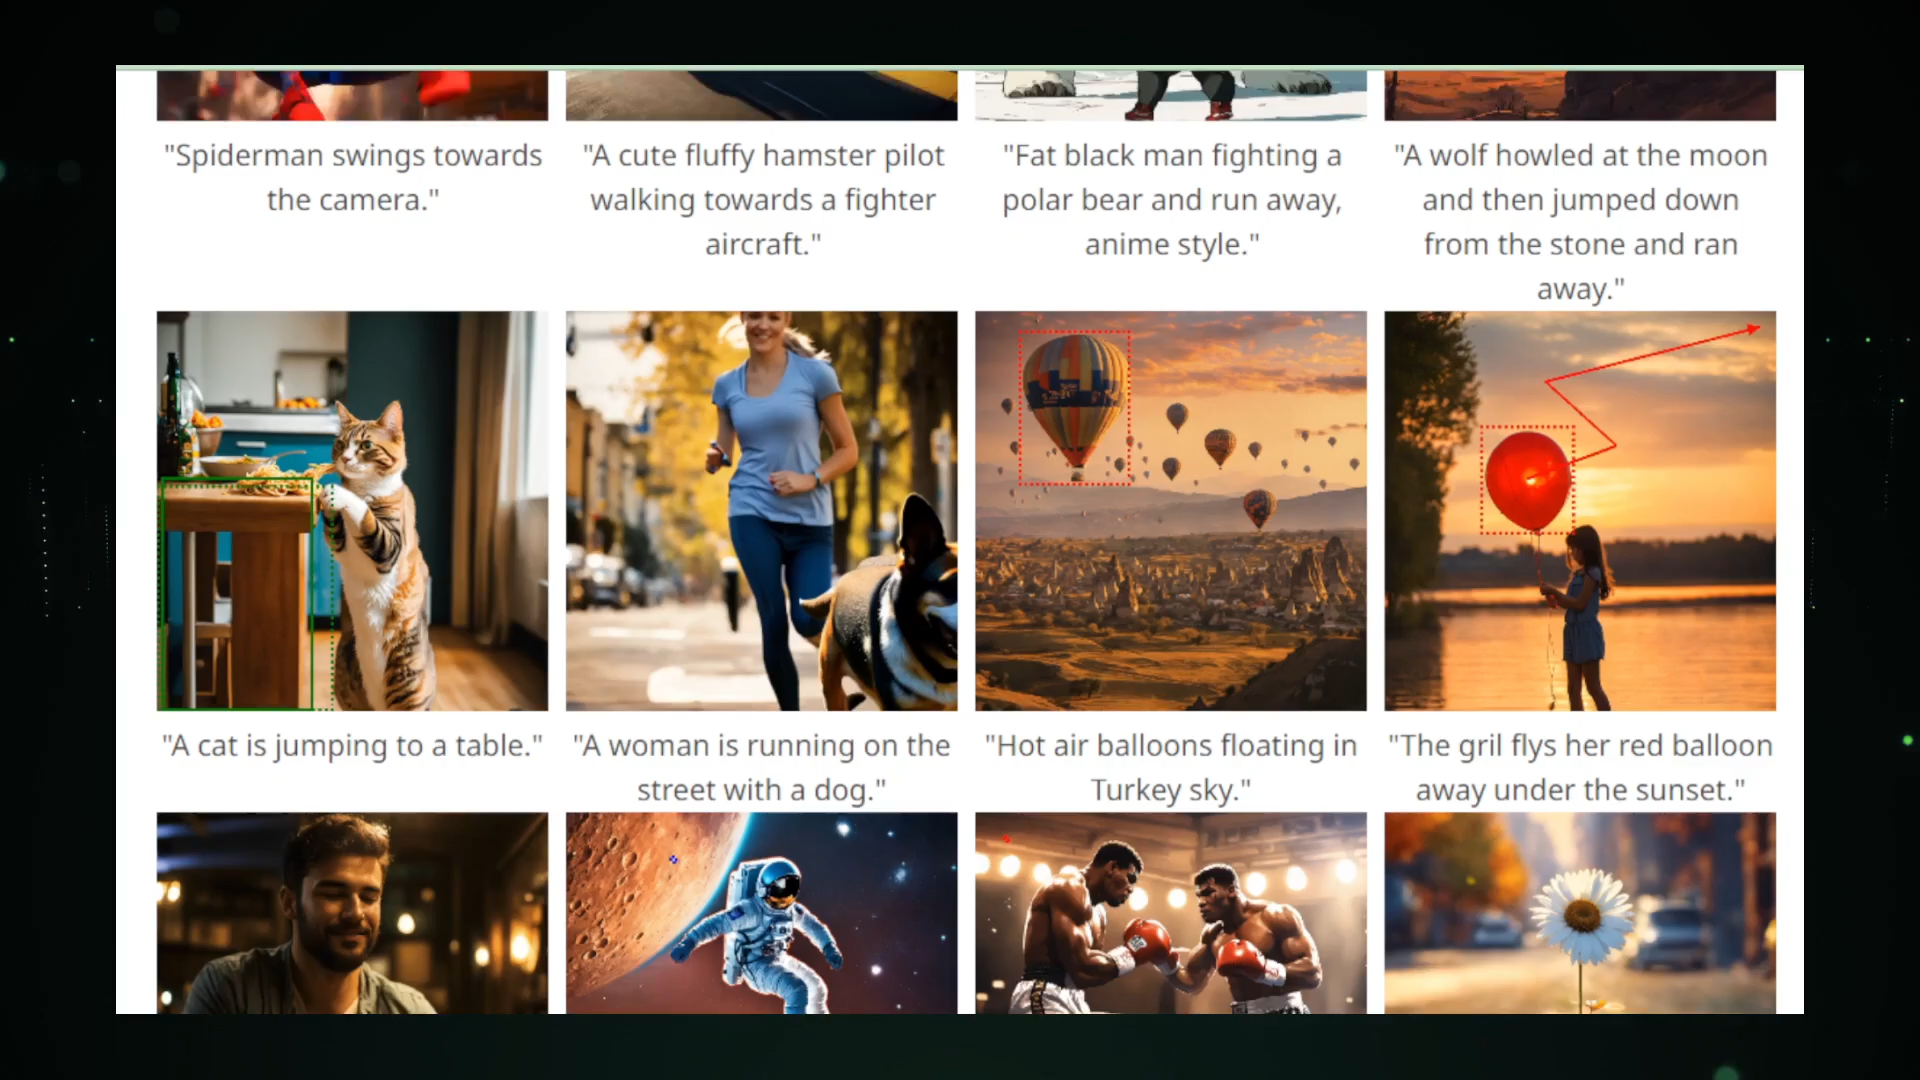 "Spiderman swings towards
the camera."
"A cute fluffy hamster pilot
walking towards a fighter
aircraft."
"Fat black man fighting a
polar bear and run away,
anime style."
"A wolf howled at the moon
and then jumped down
from the stone and ran
away."
"A cat is jumping to a table."
"A woman is running on the
street with a dog."
"Hot air balloons floating in
Turkey sky."
"The gril flys her red balloon
away under the sunset."